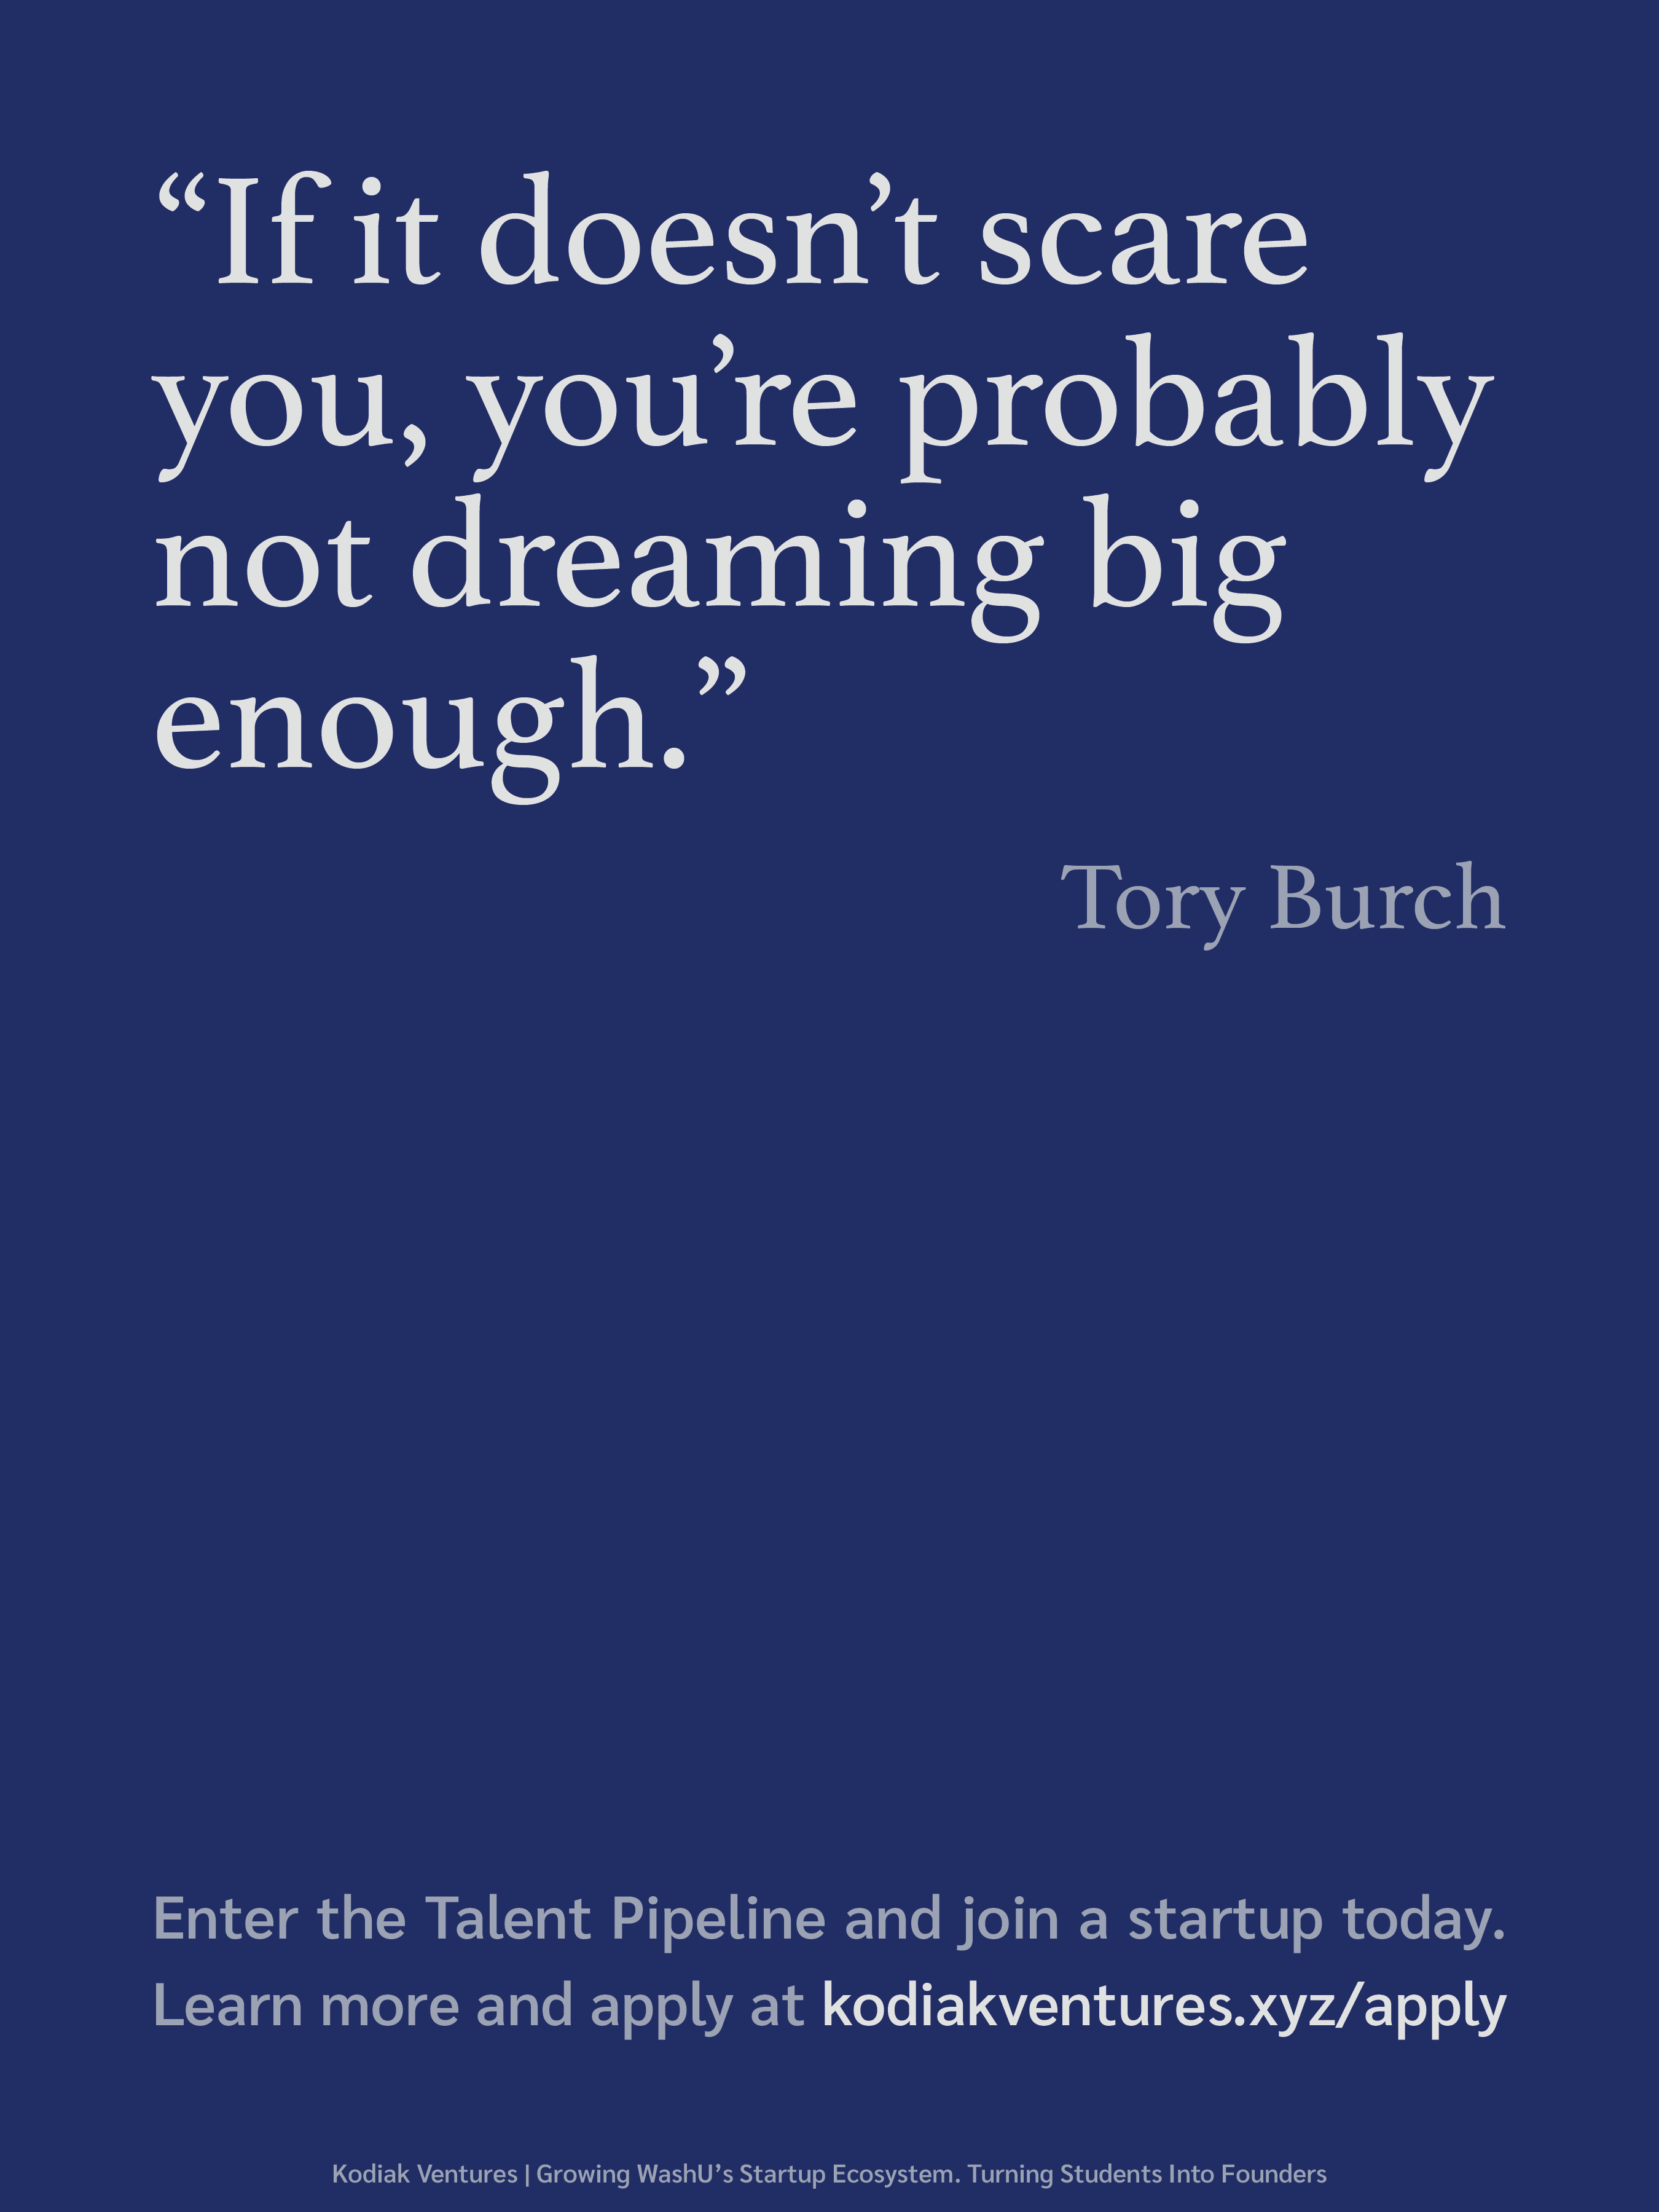 “If it doesn’t scare
you, you’re probably
not dreaming big
enough.”
Tory Burch
Enter the Talent Pipeline and join a startup today.
Learn more and apply at kodiakventures.xyz/apply
Kodiak Ventures | Growing WashU’s Startup Ecosystem. Turning Students Into Founders